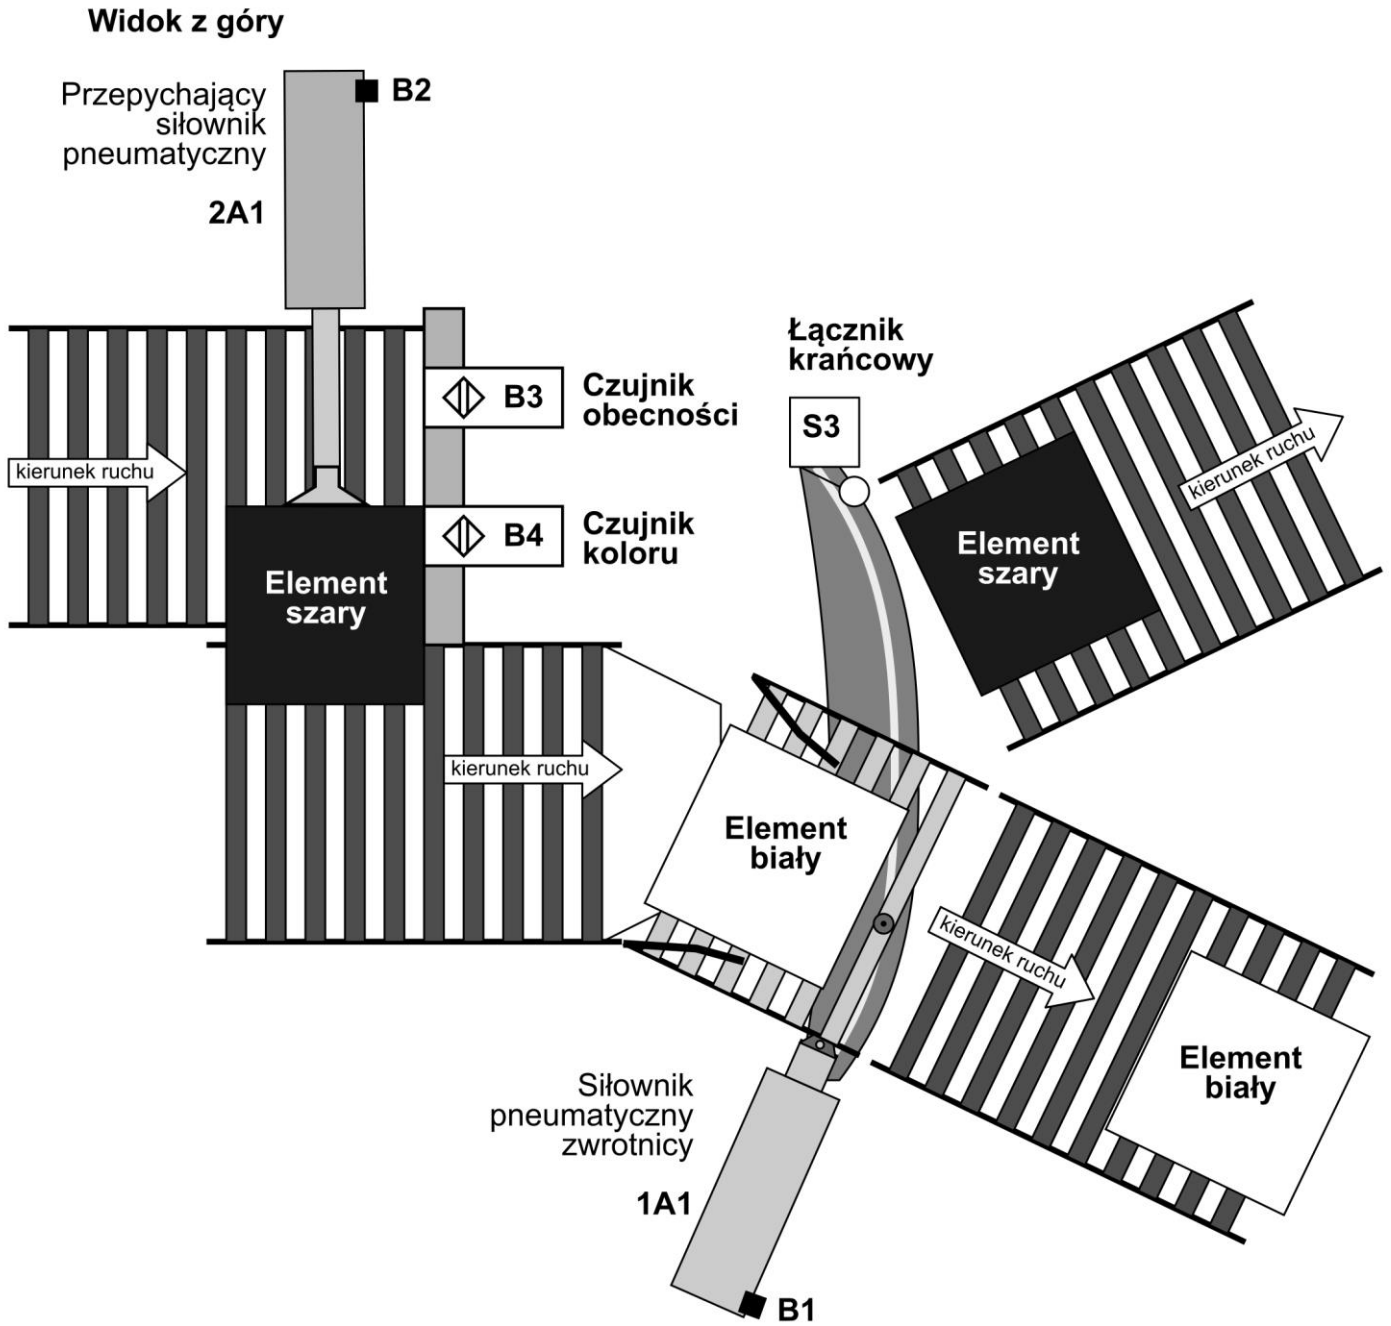 Widok z góry
Przepychający
siłownik
pneumatyczny
2A1
B2
Łącznik
krańcowy
S3
B3
Czujnik
obecności
kierunek ruchu
kierunek ruchu
B4
Czujnik
koloru
Element
szary
Element
szary
kierunek ruchu
Element
biały
kierunek ruchu
Element
biały
Siłownik
pneumatyczny
zwrotnicy
1A1
B1